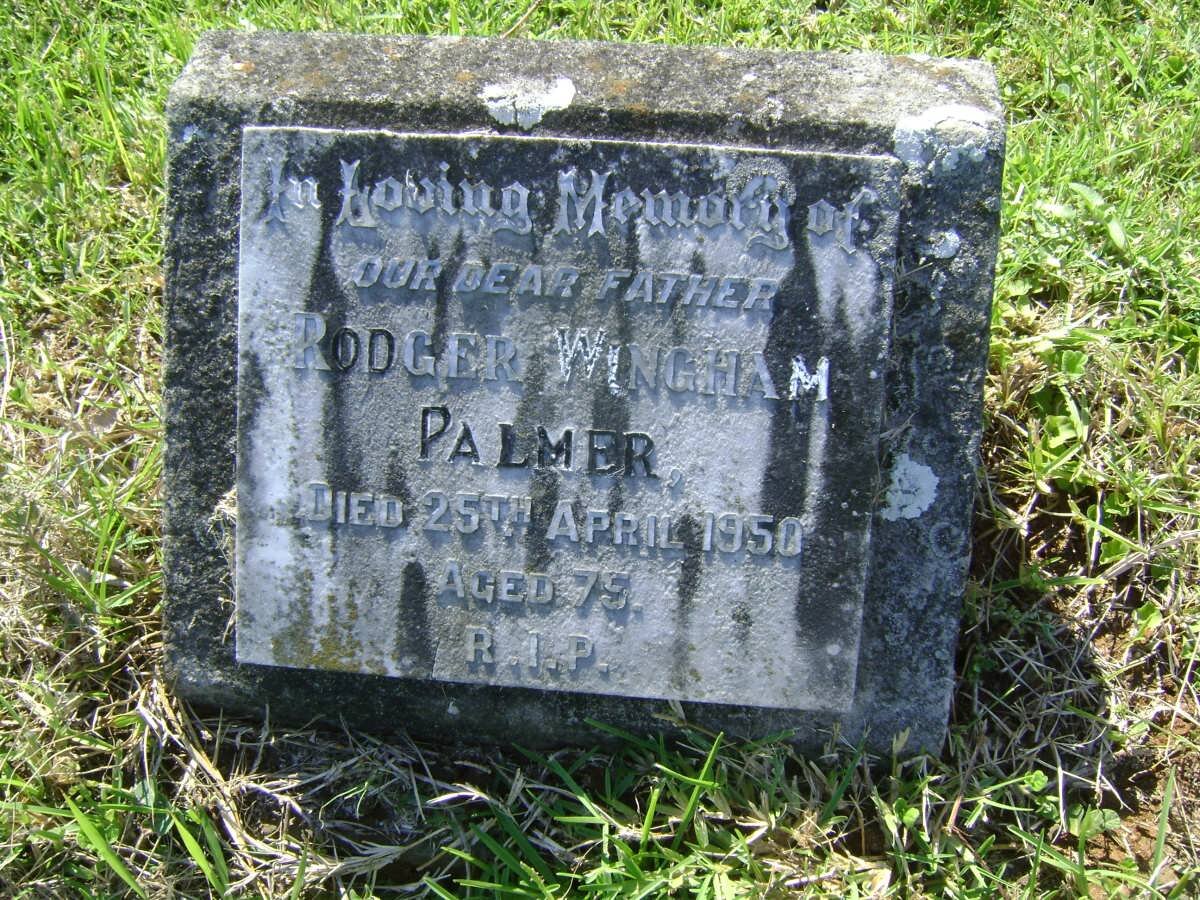 In Loving Memory of
OUR DEAR FATHER
RODGER WINGHAM
PALMER,
DIED 25TH APRIL 1950
AGED 75.
R.I.P.